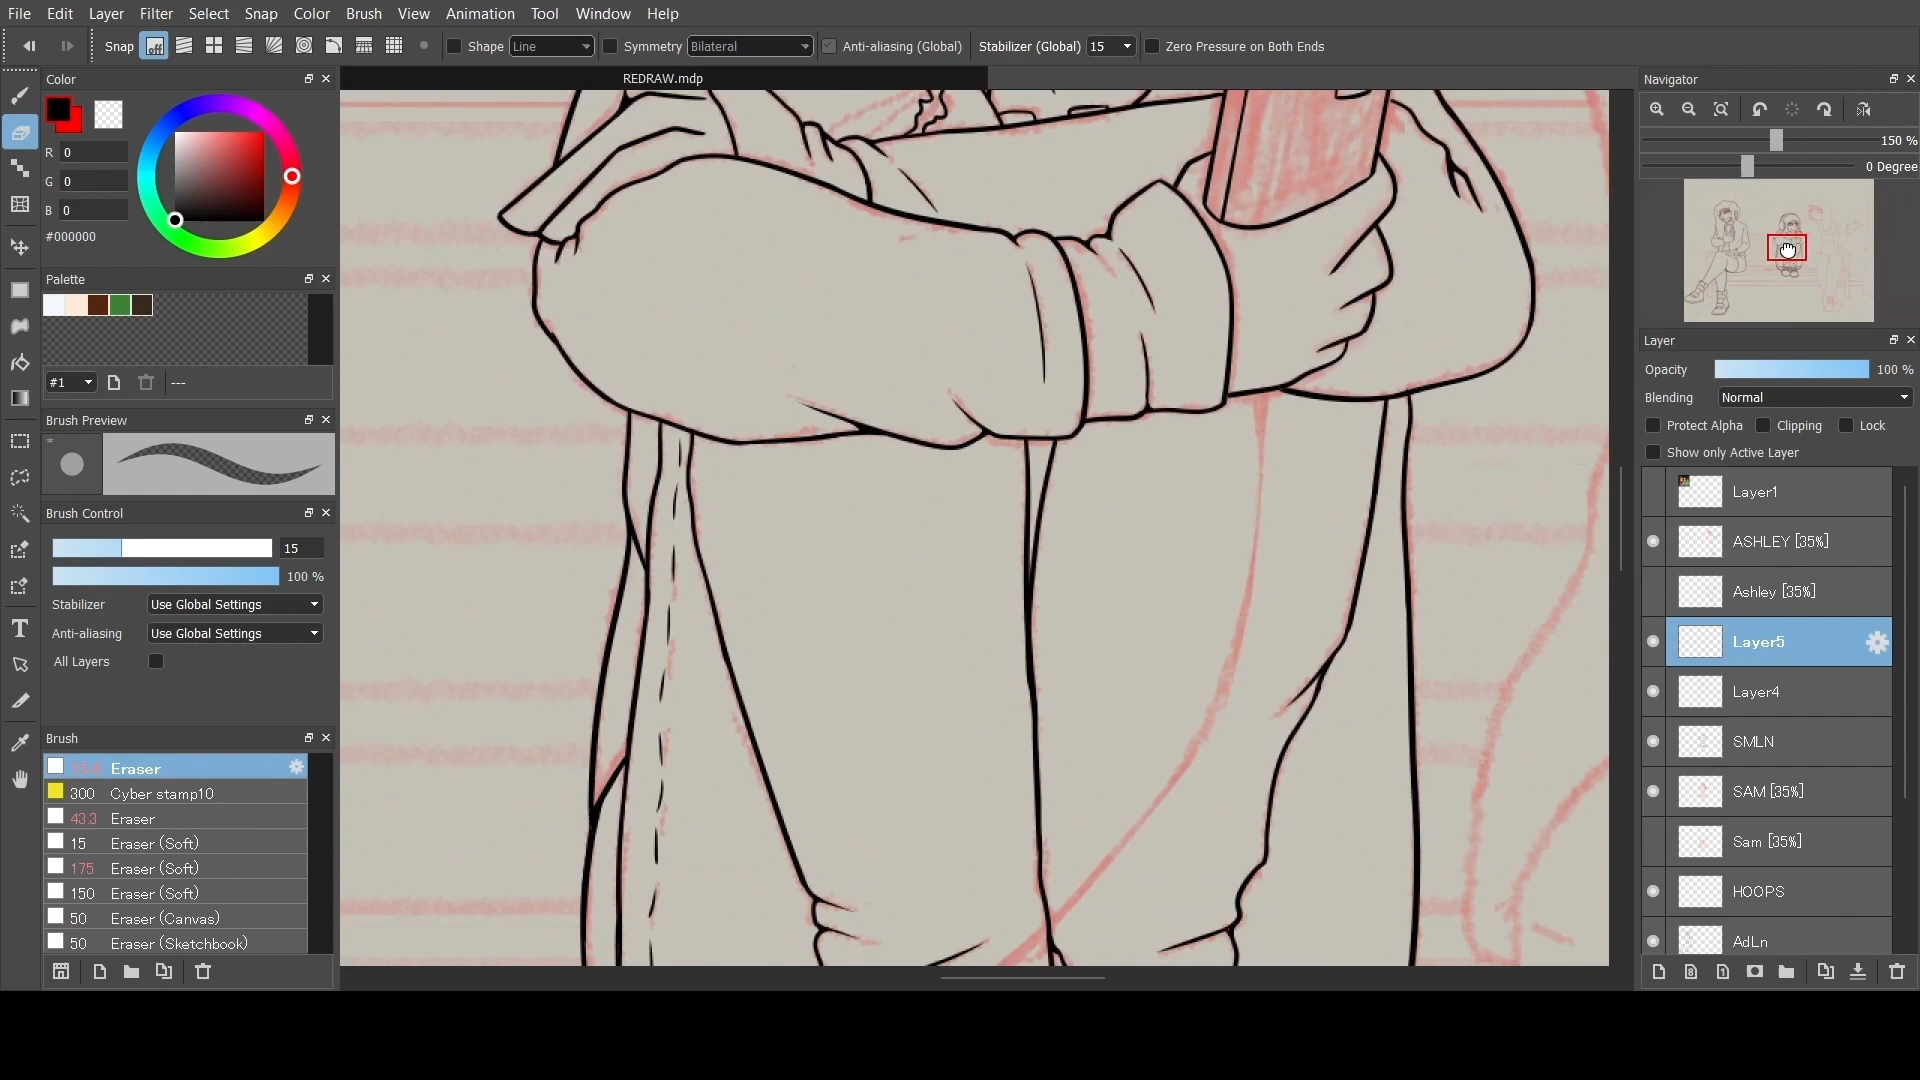 File Edit Layer Filter Select Snap Color Brush View Animation Tool Window Help
Snap off Shape Line Symmetry Bilateral Anti-aliasing (Global) Stabilizer (Global) 15 Zero Pressure on Both Ends
Color
R 0
G 0
B 0
#000000
Palette
#1 ---
Brush Preview
*
Brush Control
15
100 %
Stabilizer Use Global Settings
Anti-aliasing Use Global Settings
All Layers
Brush
Eraser
300 Cyber stamp10
43.3 Eraser
15 Eraser (Soft)
175 Eraser (Soft)
150 Eraser (Soft)
50 Eraser (Canvas)
50 Eraser (Sketchbook)
REDRAW.mdp
Navigator
150 %
0 Degree
Layer
Opacity 100 %
Blending Normal
Protect Alpha Clipping Lock
Show only Active Layer
Layer1
ASHLEY [35%]
Ashley [35%]
Layer5
Layer4
SMLN
SAM [35%]
Sam [35%]
HOOPS
AdLn